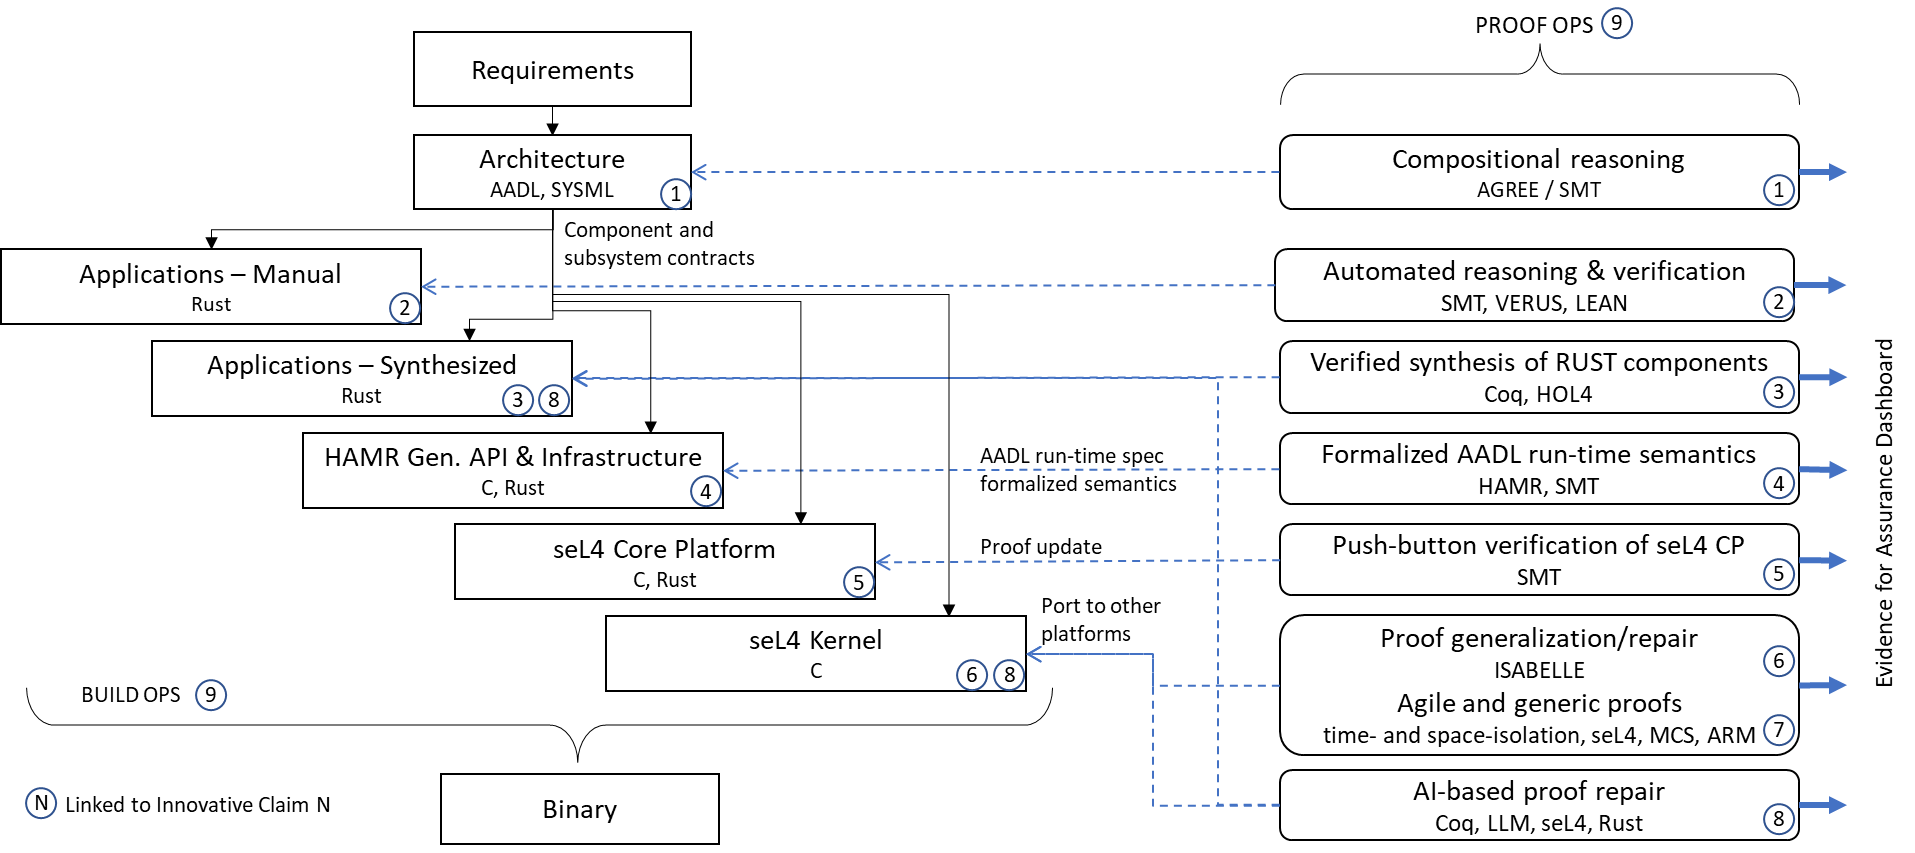 PROOF OPS 9
Requirements
Architecture
AADL, SYSML
1
Compositional reasoning
AGREE / SMT
1
Component and
subsystem contracts
Applications – Manual
Rust
2
Automated reasoning & verification
SMT, VERUS, LEAN
2
Applications – Synthesized
Rust
3 8
Verified synthesis of RUST components
Coq, HOL4
3
HAMR Gen. API & Infrastructure
C, Rust
4
AADL run-time spec
formalized semantics
Formalized AADL run-time semantics
HAMR, SMT
4
seL4 Core Platform
C, Rust
5
Proof update
Push-button verification of seL4 CP
SMT
5
seL4 Kernel
C
6 8
Port to other
platforms
Proof generalization/repair
ISABELLE
6
Agile and generic proofs
time- and space-isolation, seL4, MCS, ARM
7
AI-based proof repair
Coq, LLM, seL4, Rust
8
Evidence for Assurance Dashboard
BUILD OPS 9
Binary
N Linked to Innovative Claim N